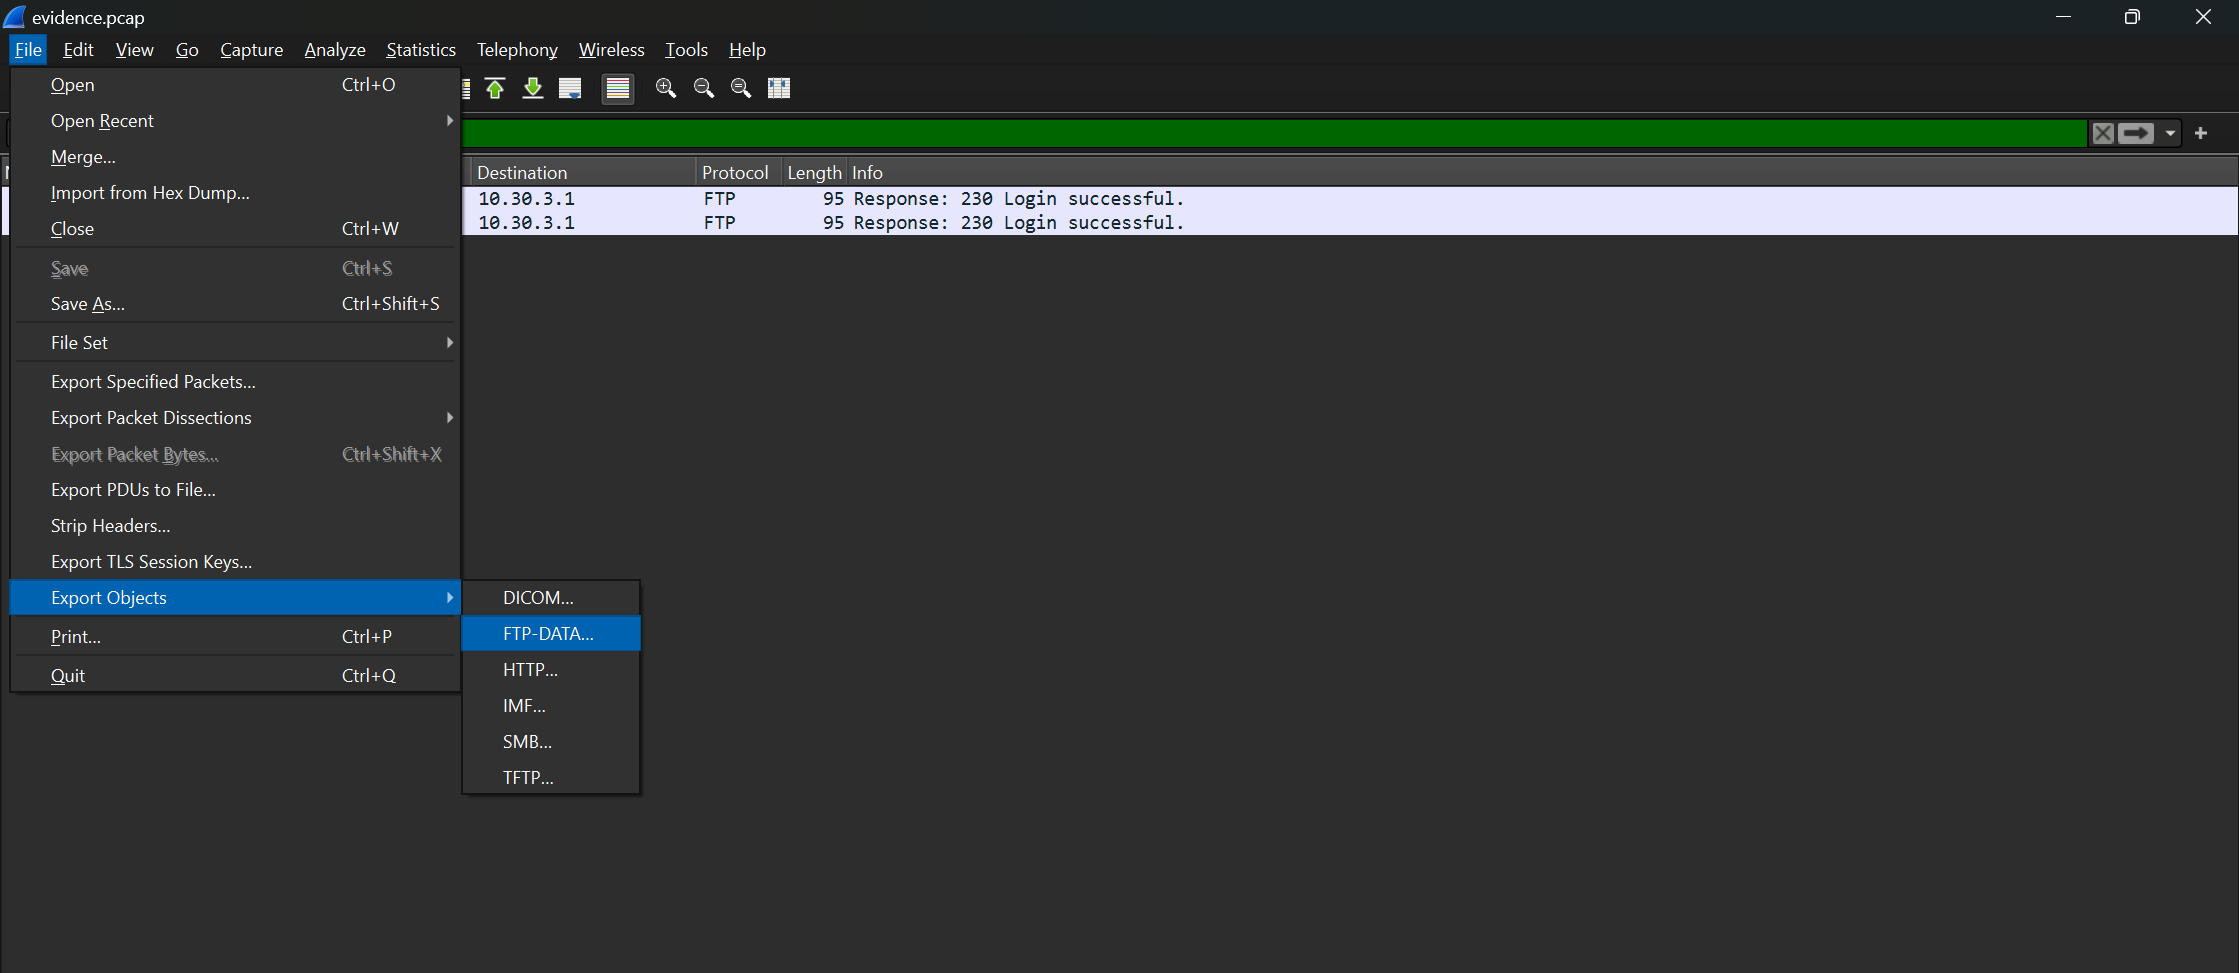 evidence.pcap
File Edit View Go Capture Analyze Statistics Telephony Wireless Tools Help
Open Ctrl+O
Open Recent
Merge...
Import from Hex Dump...
Close Ctrl+W
Save Ctrl+S
Save As... Ctrl+Shift+S
File Set
Export Specified Packets...
Export Packet Dissections
Export Packet Bytes... Ctrl+Shift+X
Export PDUs to File...
Strip Headers...
Export TLS Session Keys...
Export Objects
Print... Ctrl+P
Quit Ctrl+Q
DICOM...
FTP-DATA...
HTTP...
IMF...
SMB...
TFTP...
Destination Protocol Length Info
10.30.3.1 FTP 95 Response: 230 Login successful.
10.30.3.1 FTP 95 Response: 230 Login successful.